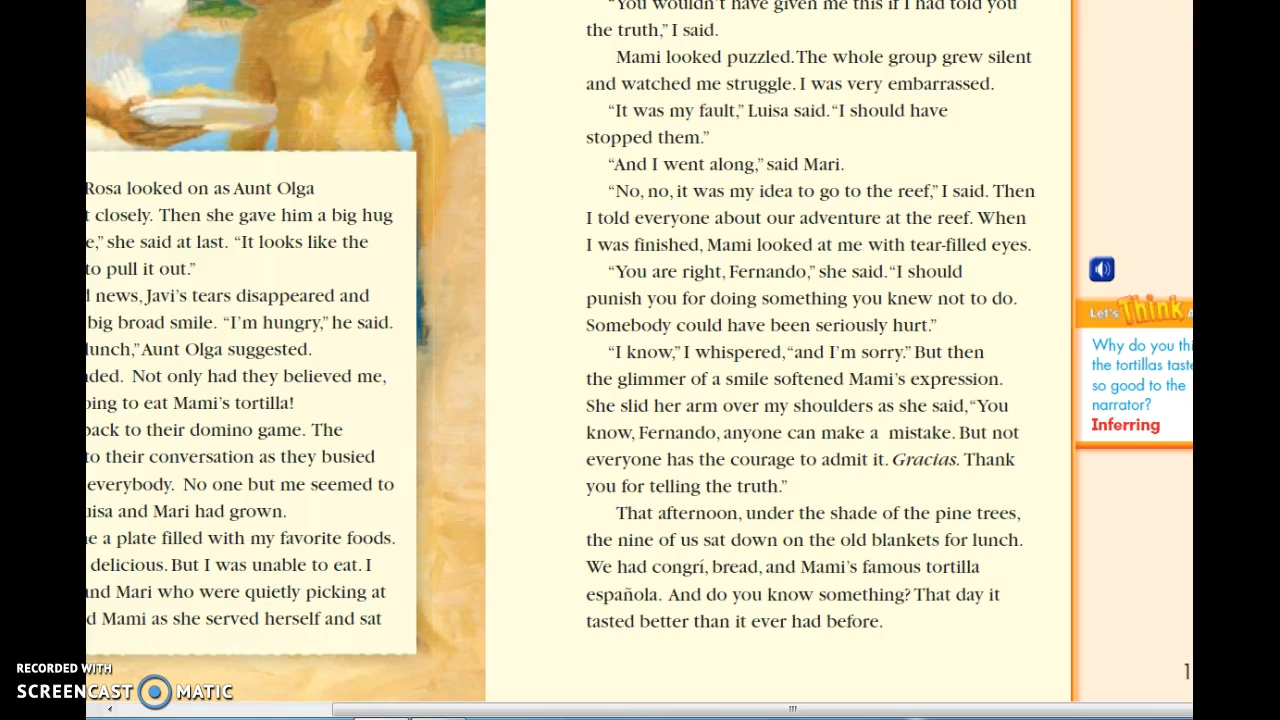 Rosa looked on as Aunt Olga
closely. Then she gave him a big hug
she said at last. “It looks like the
to pull it out.”
news, Javi’s tears disappeared and
big broad smile. “I’m hungry,” he said.
lunch,” Aunt Olga suggested.
Not only had they believed me,
to eat Mami’s tortilla!
back to their domino game. The
to their conversation as they busied
everybody. No one but me seemed to
and Mari had grown.
a plate filled with my favorite foods.
delicious. But I was unable to eat. I
and Mari who were quietly picking at
Mami as she served herself and sat
“You wouldn’t have given me this if I had told you
the truth,” I said.
Mami looked puzzled. The whole group grew silent
and watched me struggle. I was very embarrassed.
“It was my fault,” Luisa said. “I should have
stopped them.”
“And I went along,” said Mari.
“No, no, it was my idea to go to the reef,” I said. Then
I told everyone about our adventure at the reef. When
I was finished, Mami looked at me with tear-filled eyes.
“You are right, Fernando,” she said. “I should
punish you for doing something you knew not to do.
Somebody could have been seriously hurt.”
“I know,” I whispered, “and I’m sorry.” But then
the glimmer of a smile softened Mami’s expression.
She slid her arm over my shoulders as she said, “You
know, Fernando, anyone can make a mistake. But not
everyone has the courage to admit it. Gracias. Thank
you for telling the truth.”
That afternoon, under the shade of the pine trees,
the nine of us sat down on the old blankets for lunch.
We had congrí, bread, and Mami’s famous tortilla
española. And do you know something? That day it
tasted better than it ever had before.
Let's Think
Why do you
the tortillas
so good to the
narrator?
Inferring
RECORDED WITH
SCREENCAST MATIC